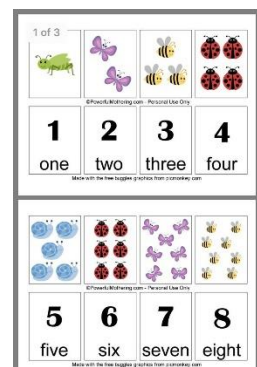 1 of 3
©PowerfulMothering.com - Personal Use Only
1 2 3 4
one two three four
Made with the free buggies graphics from picmonkey.com
©PowerfulMothering.com - Personal Use Only
5 6 7 8
five six seven eight
Made with the free buggies graphics from picmonkey.com